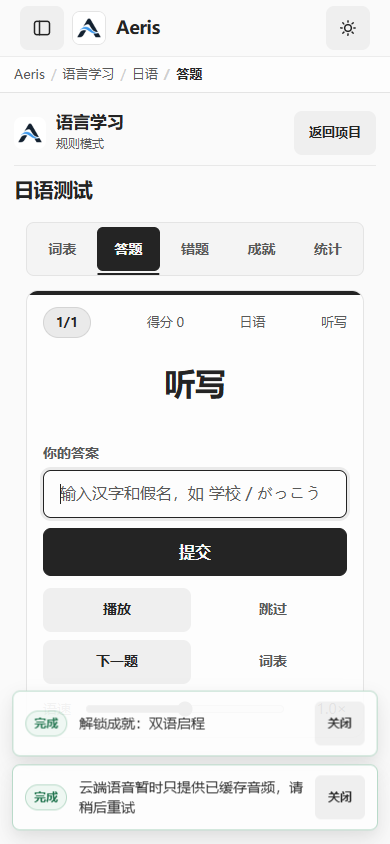 Aeris
Aeris / 语言学习 / 日语 / 答题
语言学习
规则模式
返回项目
日语测试
词表 答题 错题 成就 统计
1/1 得分 0 日语 听写
听写
你的答案
输入汉字和假名，如 学校 / がっこう
提交
播放 跳过
下一题 词表
完成 解锁成就：双语启程 关闭
完成 云端语音暂时只提供已缓存音频，请
稍后重试 关闭